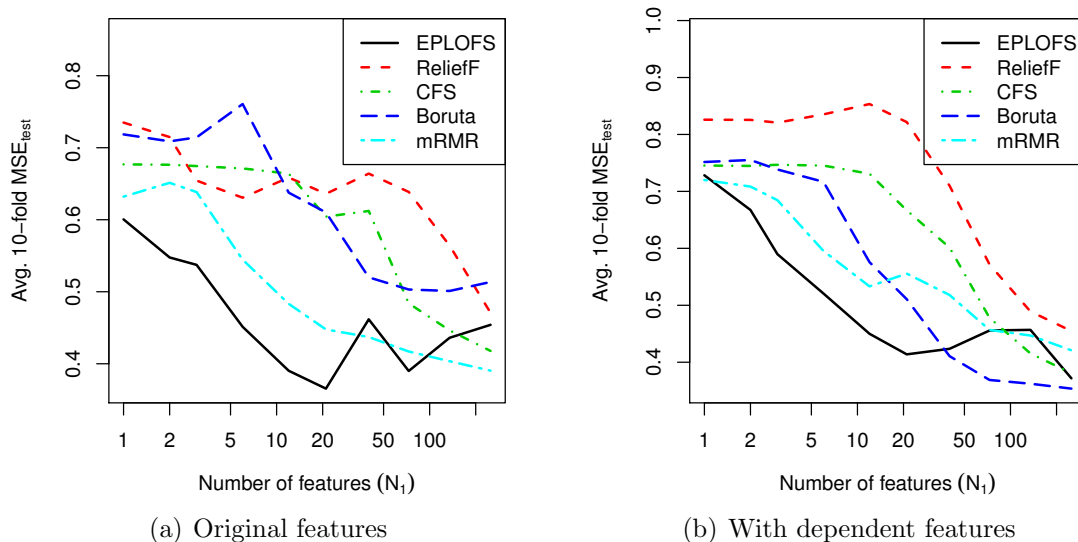 EPLOFS
ReliefF
CFS
Boruta
mRMR
0.8
0.7
0.6
0.5
0.4
Avg. 10−fold MSEtest
1 2 5 10 20 50 100
Number of features (N1)
(a) Original features
EPLOFS
ReliefF
CFS
Boruta
mRMR
1.0
0.9
0.8
0.7
0.6
0.5
0.4
Avg. 10−fold MSEtest
1 2 5 10 20 50 100
Number of features (N1)
(b) With dependent features